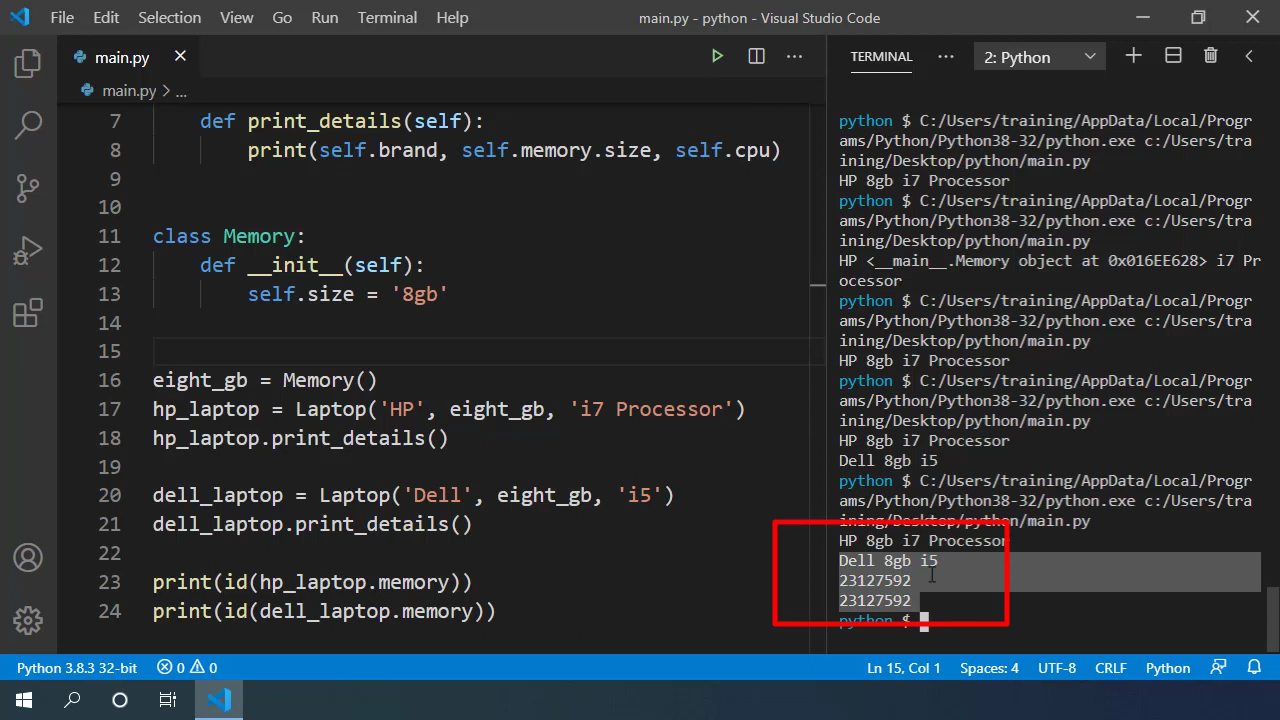 File Edit Selection View Go Run Terminal Help
main.py - python - Visual Studio Code
main.py
main.py > ...
7 def print_details(self):
8 print(self.brand, self.memory.size, self.cpu)
9
10
11 class Memory:
12 def __init__(self):
13 self.size = '8gb'
14
15
16 eight_gb = Memory()
17 hp_laptop = Laptop('HP', eight_gb, 'i7 Processor')
18 hp_laptop.print_details()
19
20 dell_laptop = Laptop('Dell', eight_gb, 'i5')
21 dell_laptop.print_details()
22
23 print(id(hp_laptop.memory))
24 print(id(dell_laptop.memory))
TERMINAL ... 2: Python
python $ C:/Users/training/AppData/Local/Progr
ams/Python/Python38-32/python.exe c:/Users/tra
ining/Desktop/python/main.py
HP 8gb i7 Processor
python $ C:/Users/training/AppData/Local/Progr
ams/Python/Python38-32/python.exe c:/Users/tra
ining/Desktop/python/main.py
HP <__main__.Memory object at 0x016EE628> i7 Pr
ocessor
python $ C:/Users/training/AppData/Local/Progr
ams/Python/Python38-32/python.exe c:/Users/tra
ining/Desktop/python/main.py
HP 8gb i7 Processor
python $ C:/Users/training/AppData/Local/Progr
ams/Python/Python38-32/python.exe c:/Users/tra
ining/Desktop/python/main.py
HP 8gb i7 Processor
Dell 8gb i5
python $ C:/Users/training/AppData/Local/Progr
ams/Python/Python38-32/python.exe c:/Users/tra
ining/Desktop/python/main.py
HP 8gb i7 Processor
Dell 8gb i5
23127592
23127592
python $
Python 3.8.3 32-bit 0 0 Ln 15, Col 1 Spaces: 4 UTF-8 CRLF Python